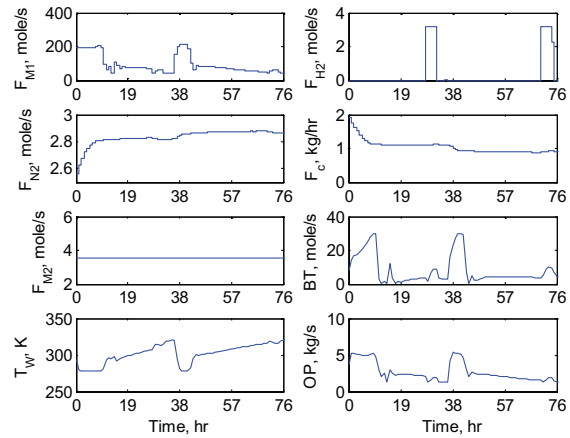 F_M1, mole/s
400
200
0
0 19 38 57 76
F_H2, mole/s
4
2
0
0 19 38 57 76
F_N2, mole/s
3
2.8
2.6
0 19 38 57 76
F_c, kg/hr
2
1
0
0 19 38 57 76
F_M2, mole/s
6
4
2
0 19 38 57 76
BT, mole/s
40
20
0
0 19 38 57 76
T_W, K
350
300
250
0 19 38 57 76
Time, hr
OP, kg/s
10
5
0
0 19 38 57 76
Time, hr